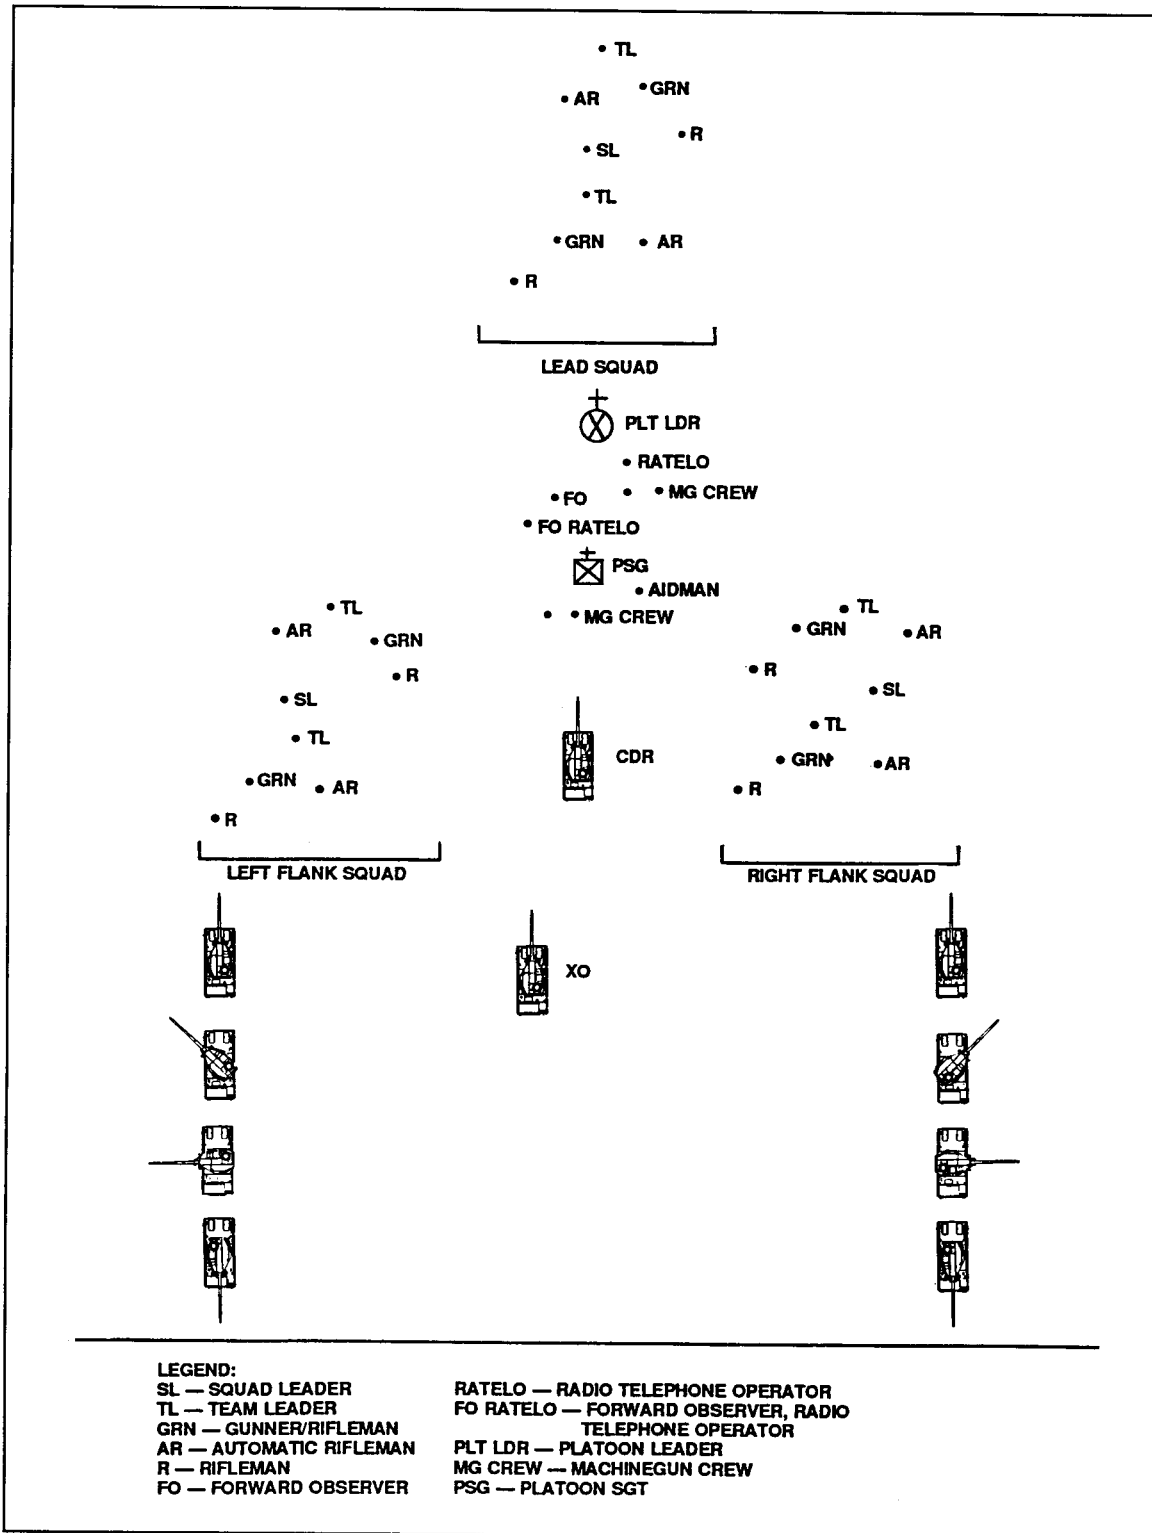 TL
GRN
AR
R
SL
TL
GRN AR
R
LEAD SQUAD
PLT LDR
RATELO
MG CREW
FO
FO RATELO
PSG
AIDMAN
MG CREW
TL
AR
GRN
R
SL
TL
GRN
AR
R
LEFT FLANK SQUAD
CDR
TL
GRN
AR
R
SL
TL
GRN
AR
R
RIGHT FLANK SQUAD
XO
LEGEND:
SL — SQUAD LEADER
TL — TEAM LEADER
GRN — GUNNER/RIFLEMAN
AR — AUTOMATIC RIFLEMAN
R — RIFLEMAN
FO — FORWARD OBSERVER
RATELO — RADIO TELEPHONE OPERATOR
FO RATELO — FORWARD OBSERVER, RADIO
TELEPHONE OPERATOR
PLT LDR — PLATOON LEADER
MG CREW — MACHINEGUN CREW
PSG — PLATOON SGT